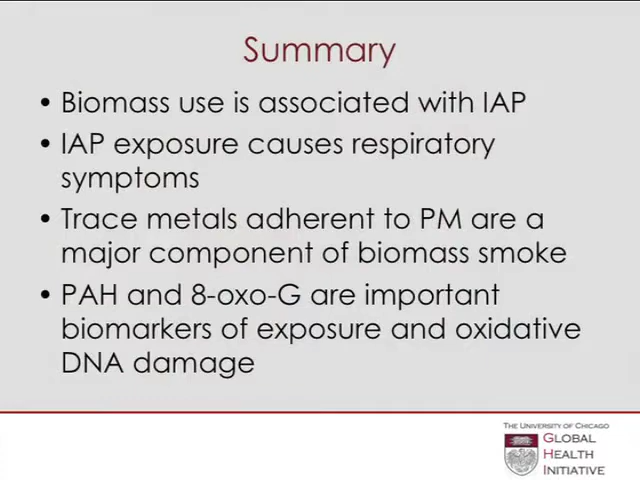 Summary
• Biomass use is associated with IAP
• IAP exposure causes respiratory
symptoms
• Trace metals adherent to PM are a
major component of biomass smoke
• PAH and 8-oxo-G are important
biomarkers of exposure and oxidative
DNA damage
THE UNIVERSITY OF CHICAGO
GLOBAL
HEALTH
INITIATIVE